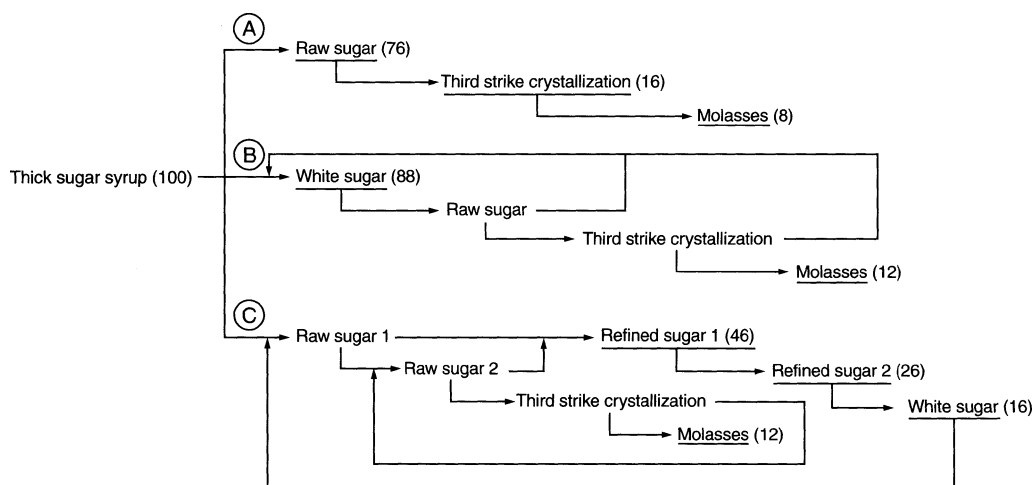 A
Raw sugar (76)
Third strike crystallization (16)
Molasses (8)
B
Thick sugar syrup (100)
White sugar (88)
Raw sugar
Third strike crystallization
Molasses (12)
C
Raw sugar 1
Refined sugar 1 (46)
Raw sugar 2
Refined sugar 2 (26)
Third strike crystallization
White sugar (16)
Molasses (12)